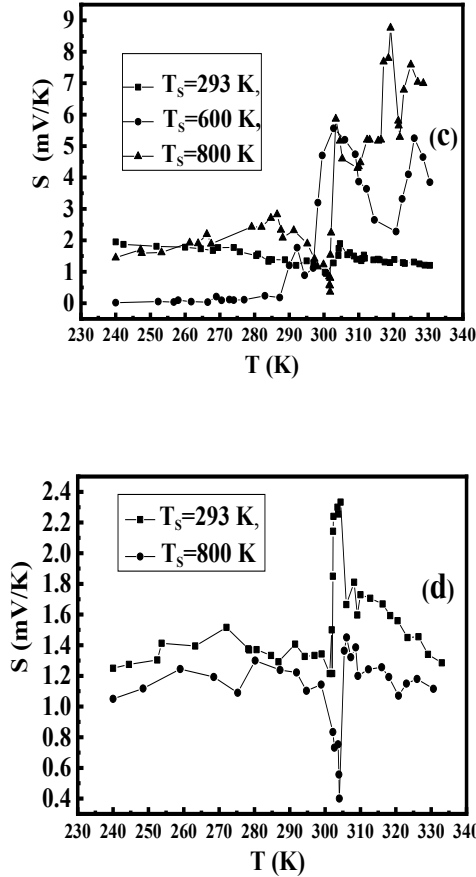 9
8
7
6
5
4
3
2
1
0
S (mV/K)
T_S=293 K,
T_S=600 K,
T_S=800 K
(c)
230 240 250 260 270 280 290 300 310 320 330 340
T (K)
2.4
2.2
2.0
1.8
1.6
1.4
1.2
1.0
0.8
0.6
0.4
S (mV/K)
T_S=293 K,
T_S=800 K
(d)
230 240 250 260 270 280 290 300 310 320 330 340
T (K)